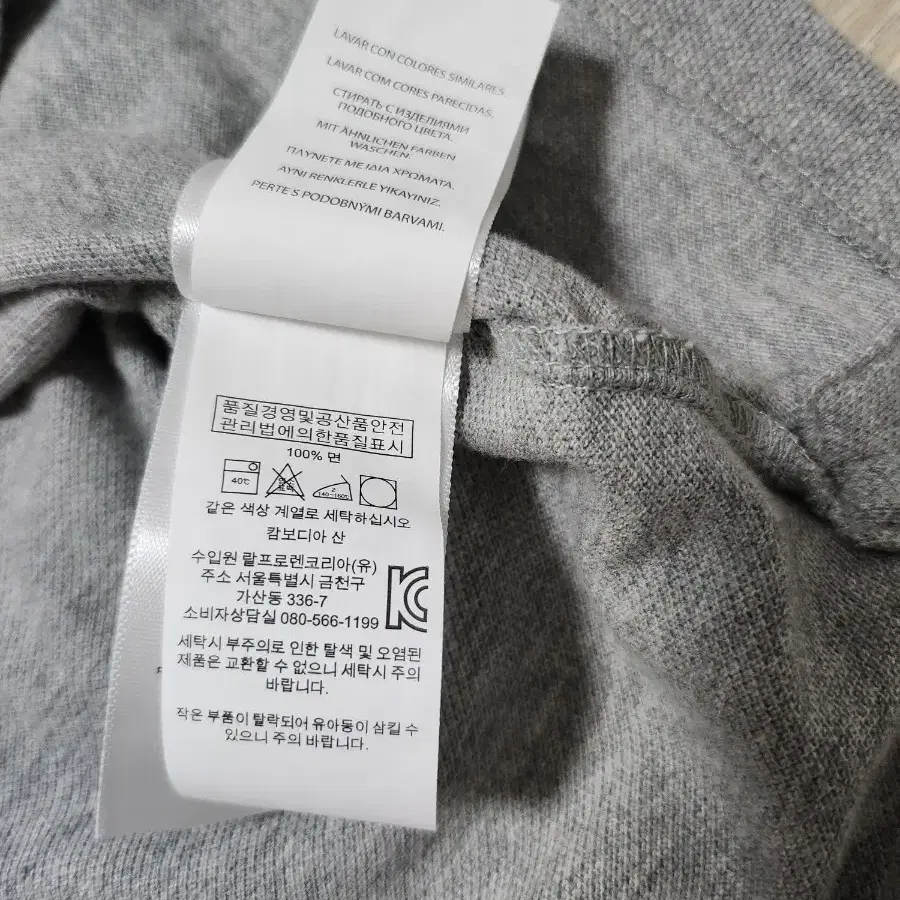 LAVAR CON COLORES SIMILARES
LAVAR COM CORES PARECIDAS.
СТИРАТЬ С ИЗДЕЛИЯМИ
ПОДОБНОГО ЦВЕТА.
MIT ÄHNLICHEN FARBEN
WASCHEN.
ΠΛΥΝΕΤΕ ΜΕ ΙΔΙΑ ΧΡΩΜΑΤΑ.
AYNI RENKLERLE YIKAYINIZ.
PERTE S PODOBNÝMI BARVAMI.
품질경영및공산품안전
관리법에의한품질표시
100% 면
40℃
140~160℃
같은 색상 계열로 세탁하십시오
캄보디아 산
수입원 랄프로렌코리아(유)
주소 서울특별시 금천구
가산동 336-7
소비자상담실 080-566-1199
세탁시 부주의로 인한 탈색 및 오염된
제품은 교환할 수 없으니 세탁시 주의
바랍니다.
작은 부품이 탈락되어 유아동이 삼킬 수
있으니 주의 바랍니다.